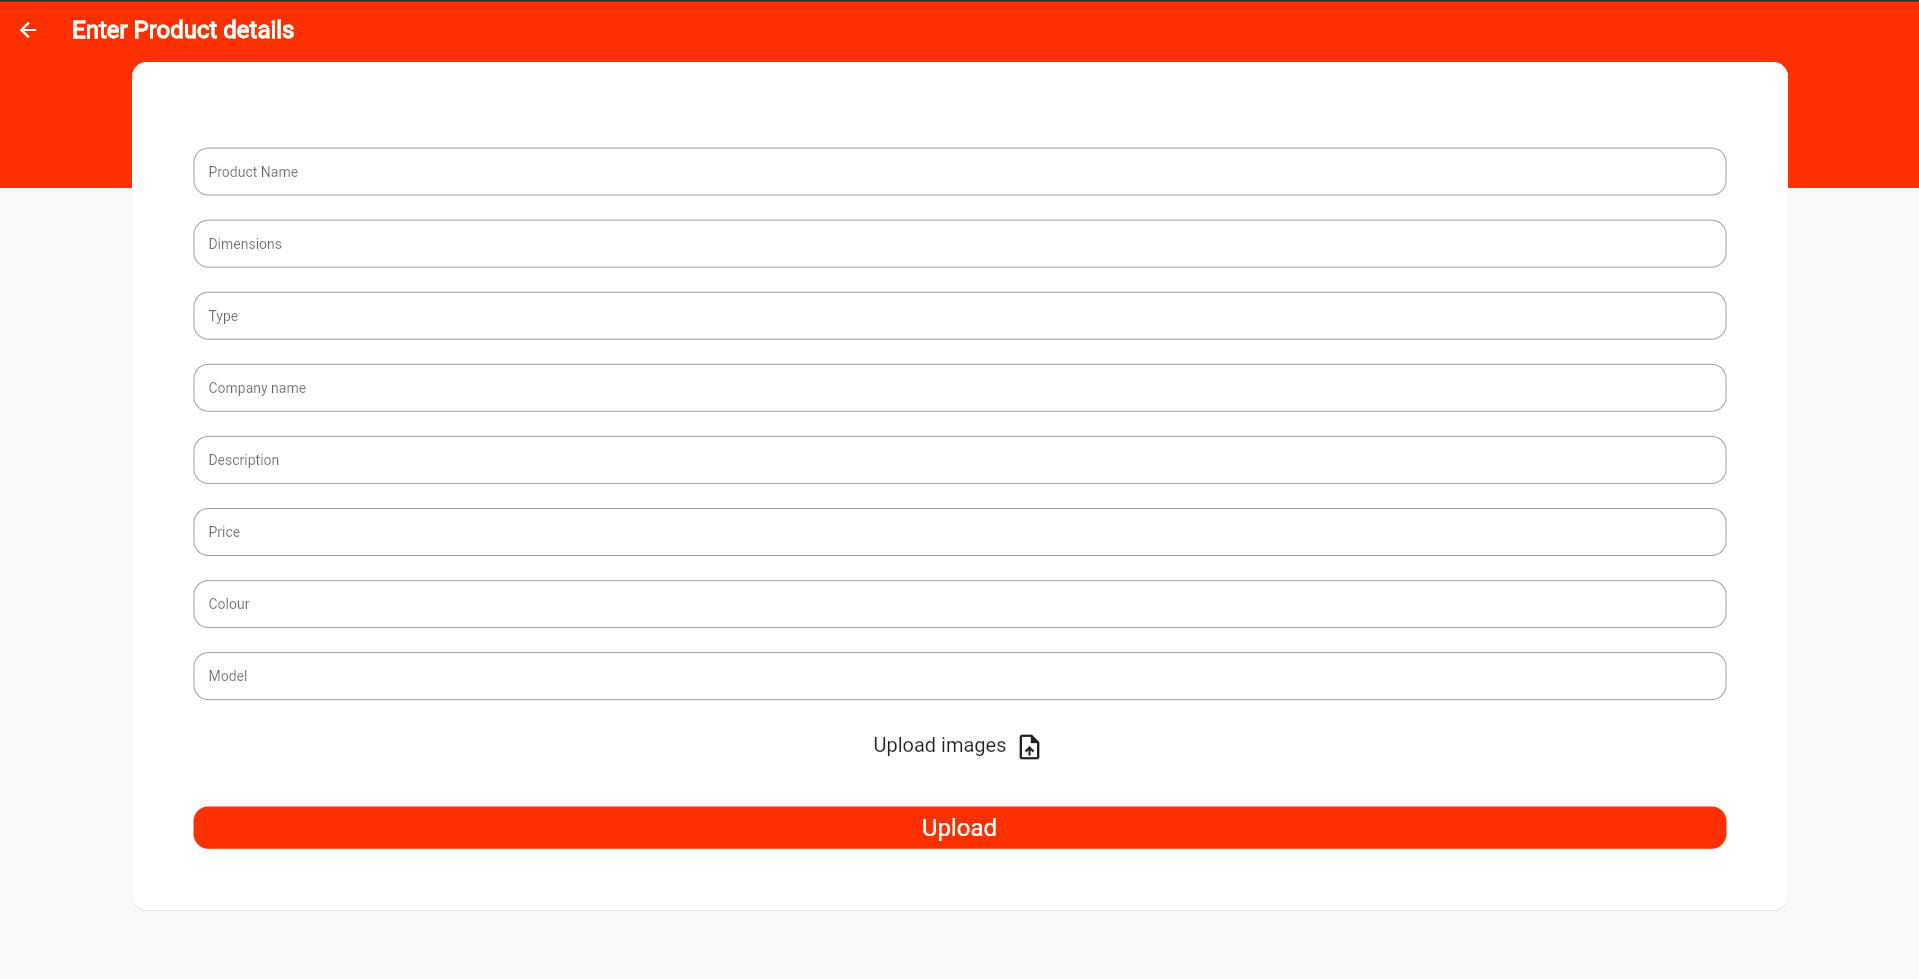 Enter Product details
Product Name
Dimensions
Type
Company name
Description
Price
Colour
Model
Upload images
Upload